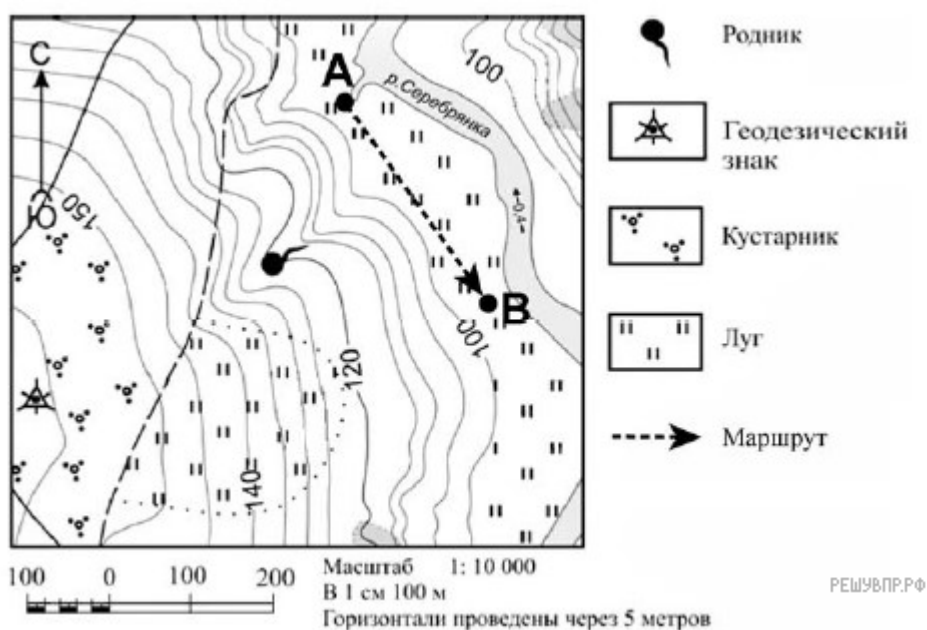 С
Ю
А
В
р.Серебрянка
0,4
100
150
120
100
140
Родник
Геодезический
знак
Кустарник
Луг
Маршрут
100 0 100 200
Масштаб 1: 10 000
В 1 см 100 м
Горизонтали проведены через 5 метров
РЕШУВПР.РФ